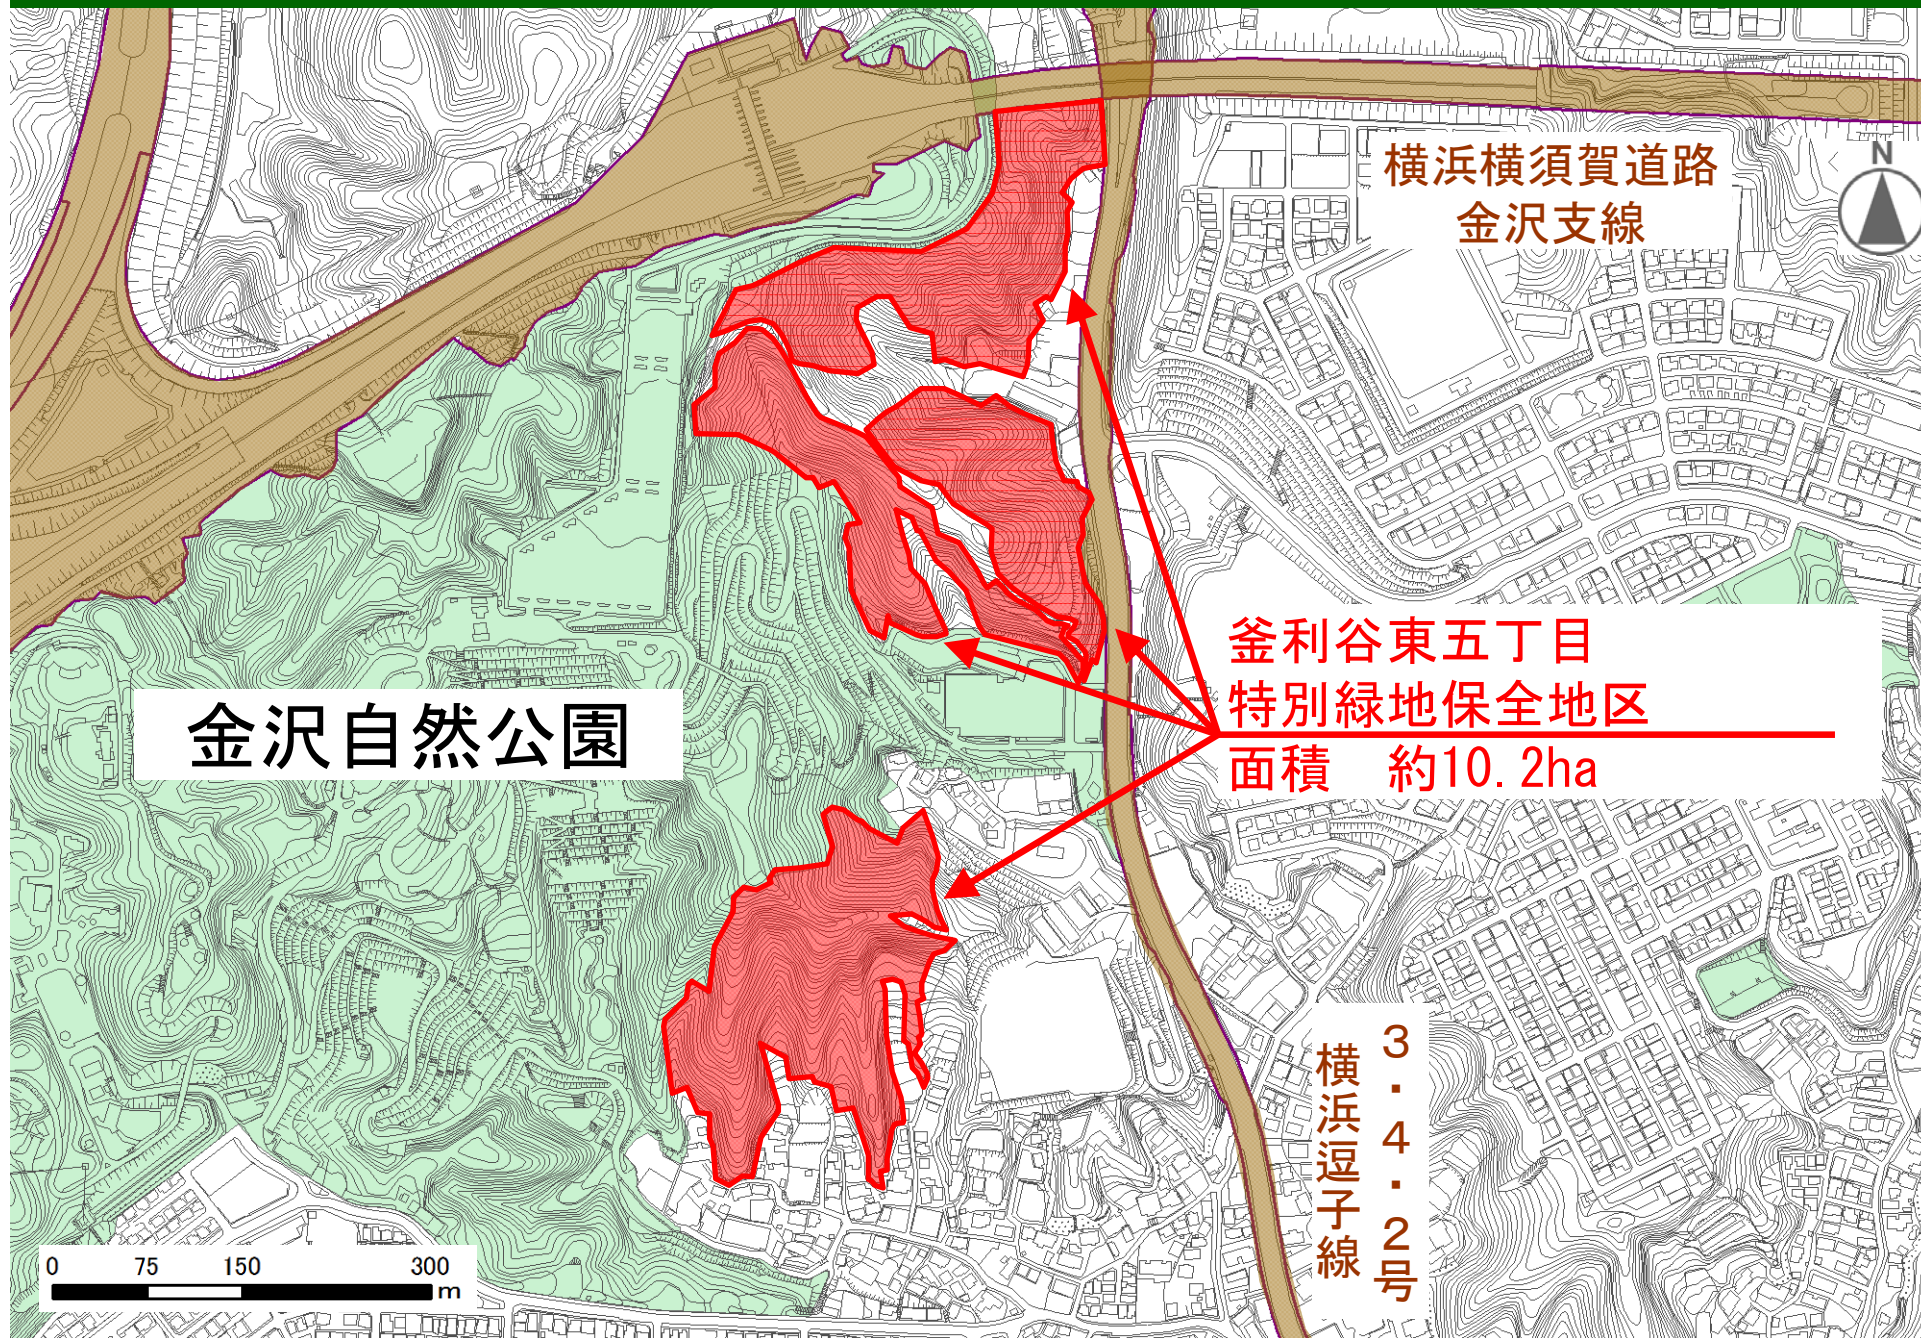 横浜横須賀道路
金沢支線
N
釜利谷東五丁目
特別緑地保全地区
面積　約10.2ha
金沢自然公園
3・4・2号
横浜逗子線
0 75 150 300
m